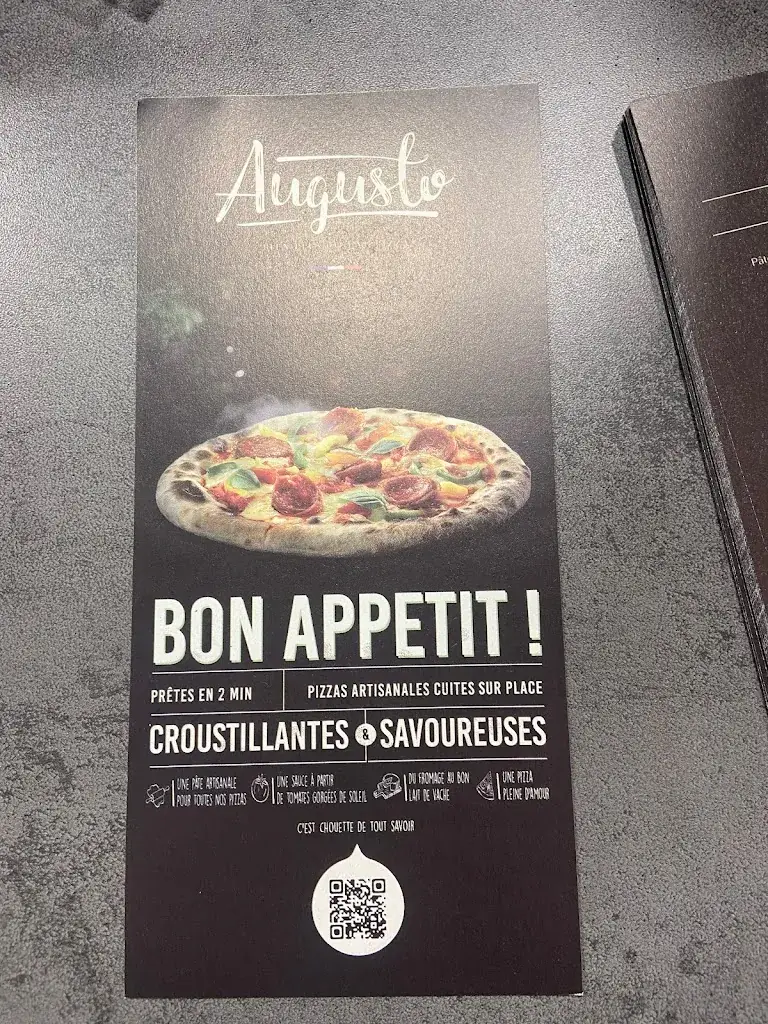 Augusto
BON APPETIT !
PRÊTES EN 2 MIN
PIZZAS ARTISANALES CUITES SUR PLACE
CROUSTILLANTES & SAVOUREUSES
UNE PÂTE ARTISANALE
POUR TOUTES NOS PIZZAS
UNE SAUCE À PARTIR
DE TOMATES GORGÉES DE SOLEIL
DU FROMAGE AU BON
LAIT DE VACHE
UNE PIZZA
PLEINE D'AMOUR
C'EST CHOUETTE DE TOUT SAVOIR